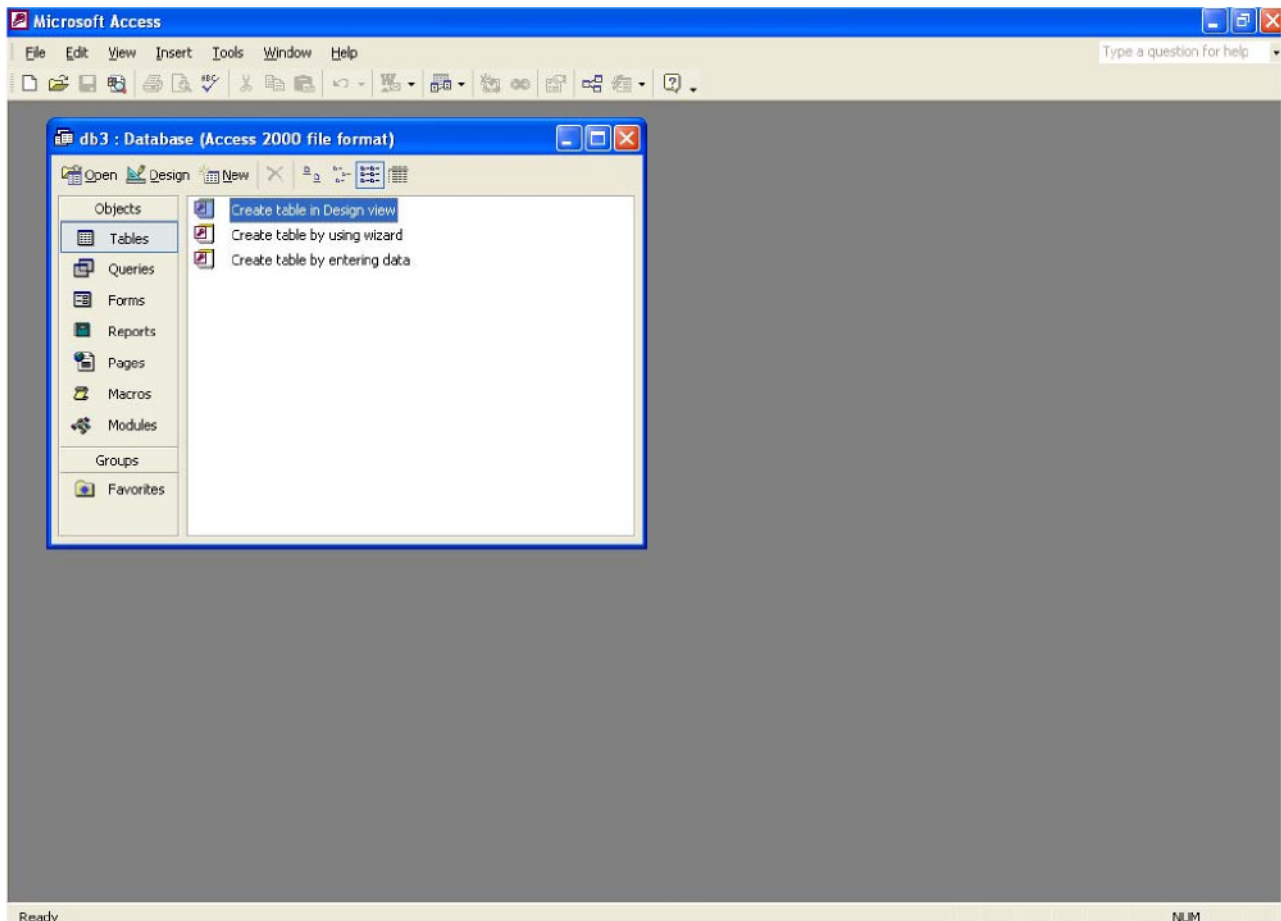 Microsoft Access
File Edit View Insert Tools Window Help Type a question for help
db3 : Database (Access 2000 file format)
Open Design New
Objects
Tables
Queries
Forms
Reports
Pages
Macros
Modules
Groups
Favorites
Create table in Design view
Create table by using wizard
Create table by entering data
Ready NUM